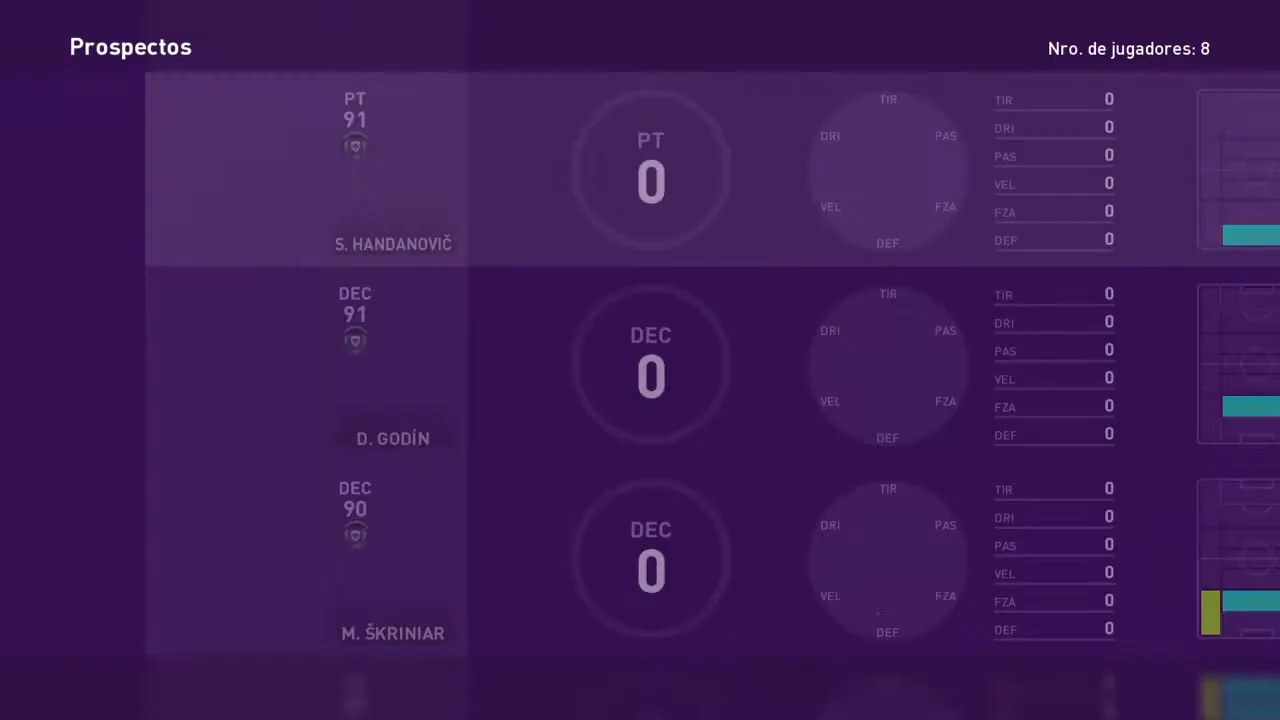 Prospectos
Nro. de jugadores: 8
PT
91
S. HANDANOVIČ
PT
0
TIR
DRI
PAS
VEL
FZA
DEF
TIR 0
DRI 0
PAS 0
VEL 0
FZA 0
DEF 0
DEC
91
D. GODÍN
DEC
0
TIR
DRI
PAS
VEL
FZA
DEF
TIR 0
DRI 0
PAS 0
VEL 0
FZA 0
DEF 0
DEC
90
M. ŠKRINIAR
DEC
0
TIR
DRI
PAS
VEL
FZA
DEF
TIR 0
DRI 0
PAS 0
VEL 0
FZA 0
DEF 0